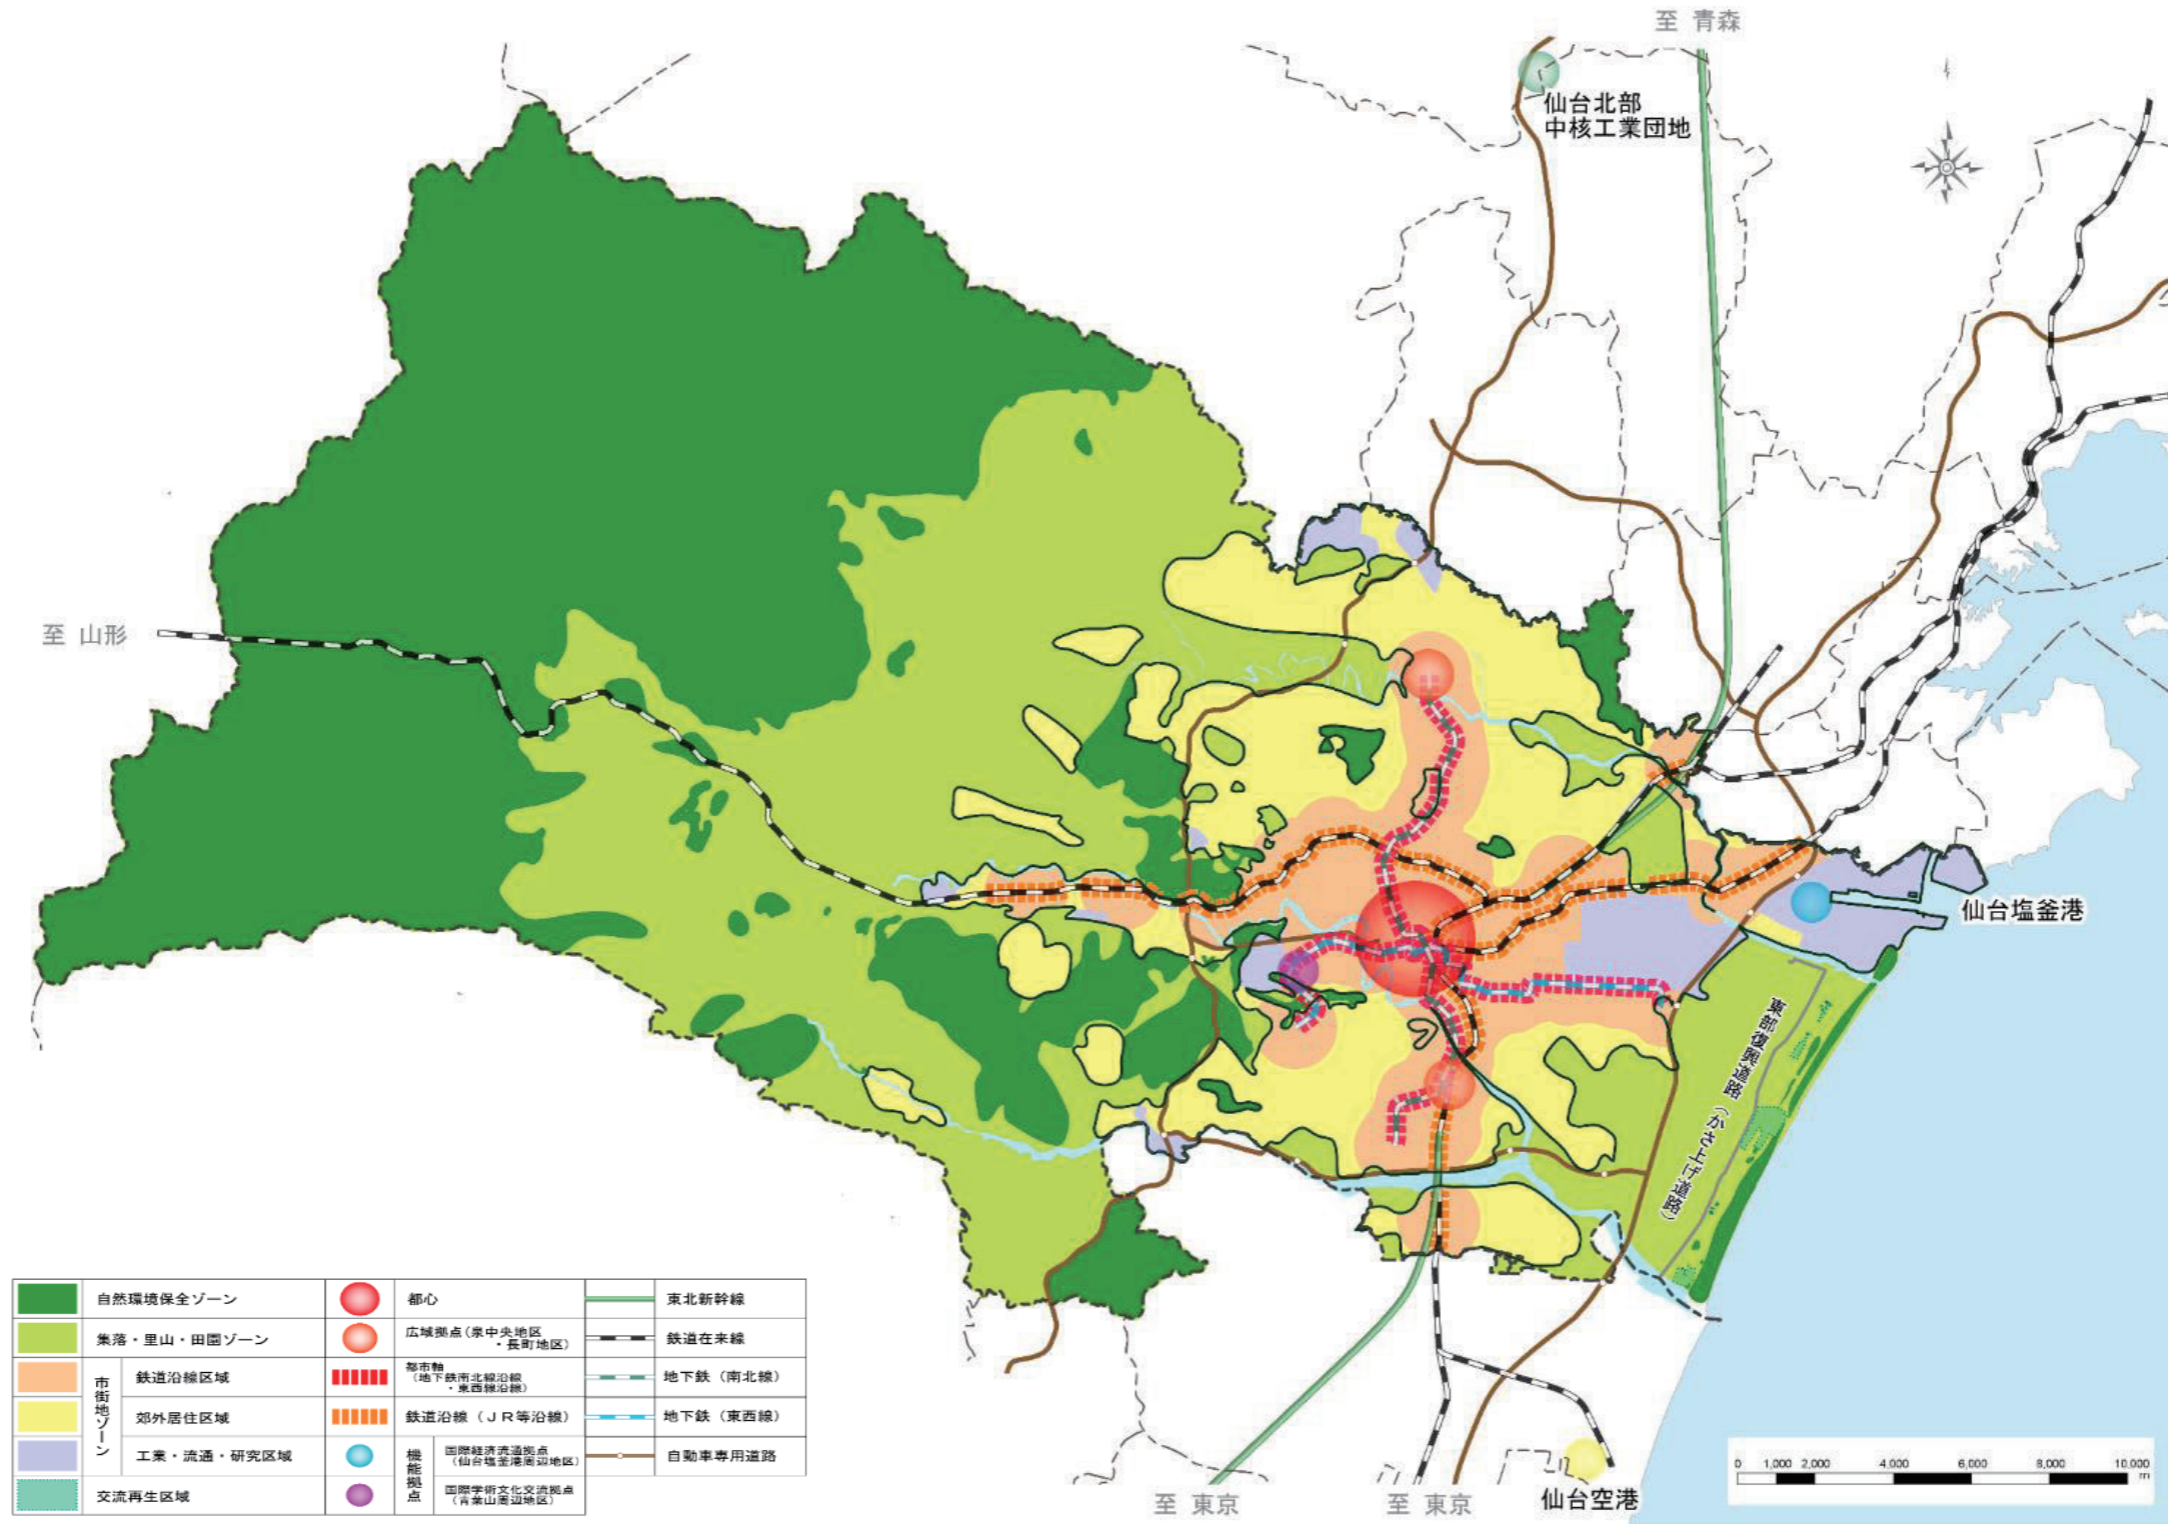 至 青森
仙台北部
中核工業団地
至 山形
仙台塩釜港
東部復興道路(かさ上げ道路)
自然環境保全ゾーン
集落・里山・田園ゾーン
市街地ゾーン
鉄道沿線区域
郊外居住区域
工業・流通・研究区域
交流再生区域
都心
広域拠点(泉中央地区
・長町地区)
都市軸
(地下鉄南北線沿線
・東西線沿線)
鉄道沿線(JR等沿線)
機能拠点
国際経済流通拠点
(仙台塩釜港周辺地区)
国際学術文化交流拠点
(青葉山周辺地区)
東北新幹線
鉄道在来線
地下鉄(南北線)
地下鉄(東西線)
自動車専用道路
至 東京
至 東京
仙台空港
0 1,000 2,000 4,000 6,000 8,000 10,000
m